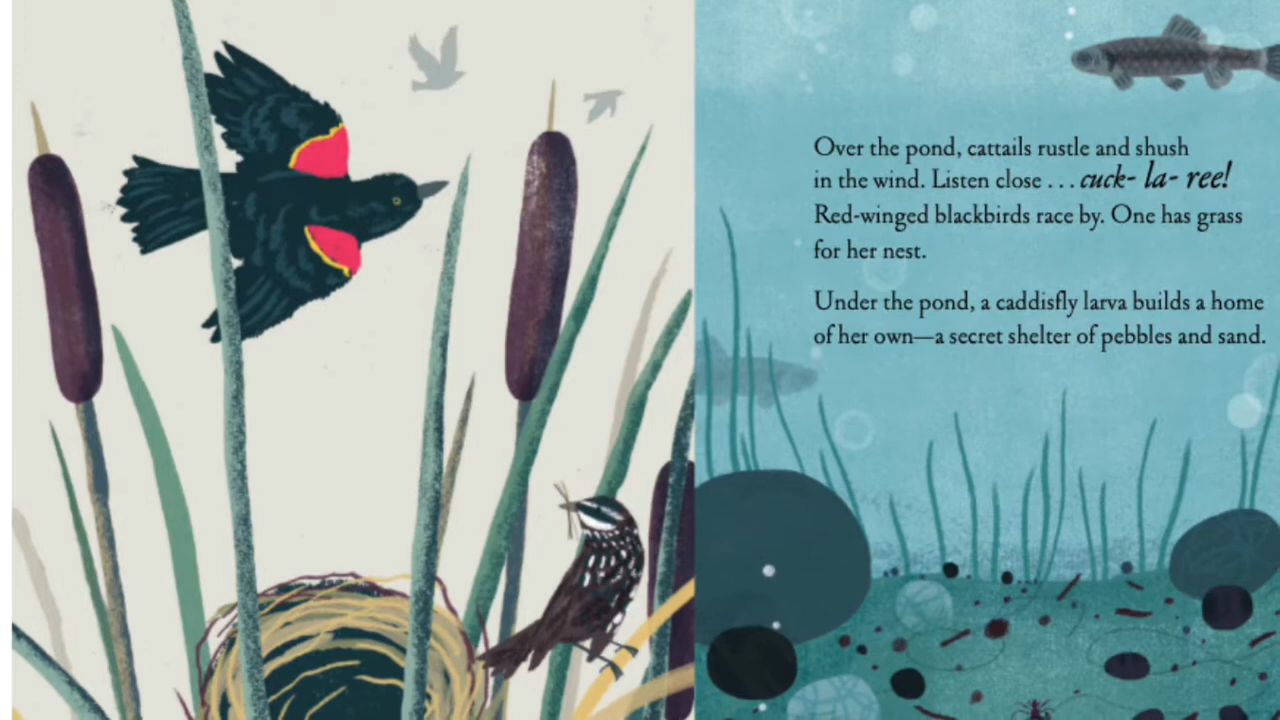 Over the pond, cattails rustle and shush
in the wind. Listen close . . . cuck- la- ree!
Red-winged blackbirds race by. One has grass
for her nest.
Under the pond, a caddisfly larva builds a home
of her own—a secret shelter of pebbles and sand.